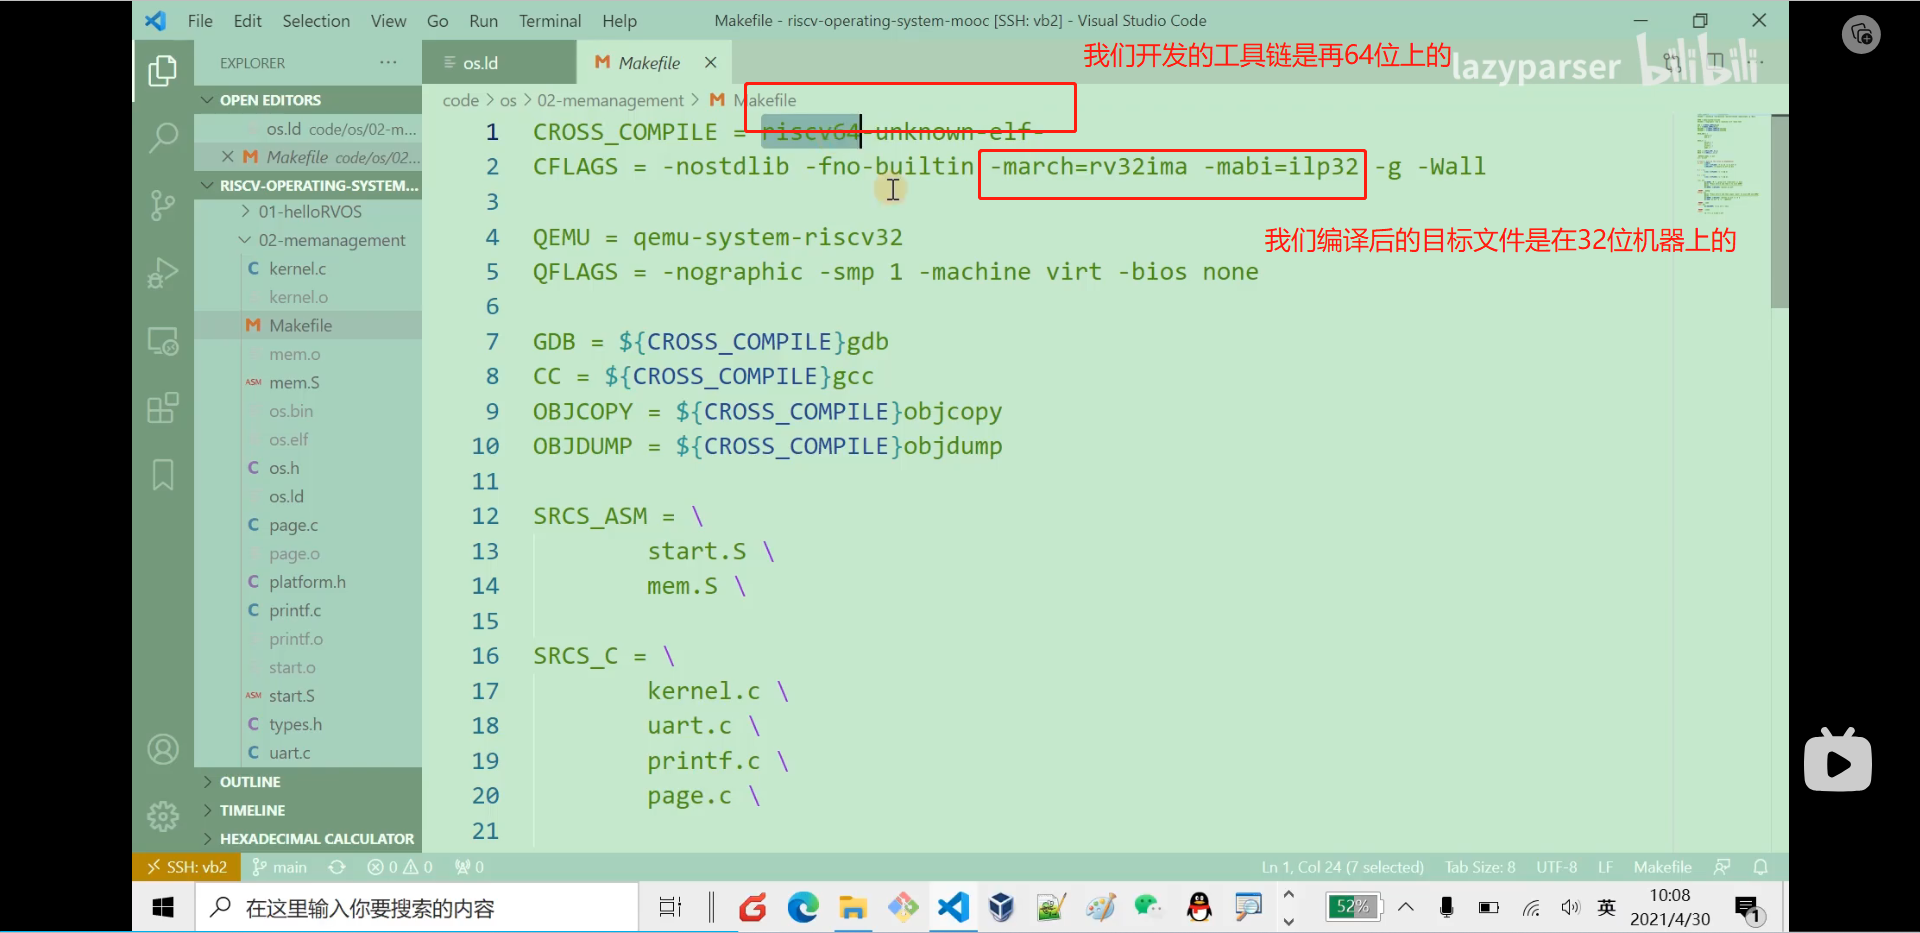 File Edit Selection View Go Run Terminal Help Makefile - riscv-operating-system-mooc [SSH: vb2] - Visual Studio Code
EXPLORER ···
os.ld
M Makefile
我们开发的工具链是再64位上的
lazyparser
bilibili
OPEN EDITORS
os.ld code/os/02-m...
M Makefile code/os/02...
RISCV-OPERATING-SYSTEM...
01-helloRVOS
02-memanagement
C kernel.c
kernel.o
M Makefile
mem.o
ASM mem.S
os.bin
os.elf
C os.h
os.ld
C page.c
page.o
C platform.h
C printf.c
printf.o
start.o
ASM start.S
C types.h
C uart.c
OUTLINE
TIMELINE
HEXADECIMAL CALCULATOR
code > os > 02-memanagement > M Makefile
1 CROSS_COMPILE = riscv64-unknown-elf-
2 CFLAGS = -nostdlib -fno-builtin -march=rv32ima -mabi=ilp32 -g -Wall
3
我们编译后的目标文件是在32位机器上的
4 QEMU = qemu-system-riscv32
5 QFLAGS = -nographic -smp 1 -machine virt -bios none
6
7 GDB = ${CROSS_COMPILE}gdb
8 CC = ${CROSS_COMPILE}gcc
9 OBJCOPY = ${CROSS_COMPILE}objcopy
10 OBJDUMP = ${CROSS_COMPILE}objdump
11
12 SRCS_ASM = \
13 start.S \
14 mem.S \
15
16 SRCS_C = \
17 kernel.c \
18 uart.c \
19 printf.c \
20 page.c \
21
SSH: vb2 main 0 0 0 Ln 1, Col 24 (7 selected) Tab Size: 8 UTF-8 LF Makefile
在这里输入你要搜索的内容
52%
英
10:08
2021/4/30
1